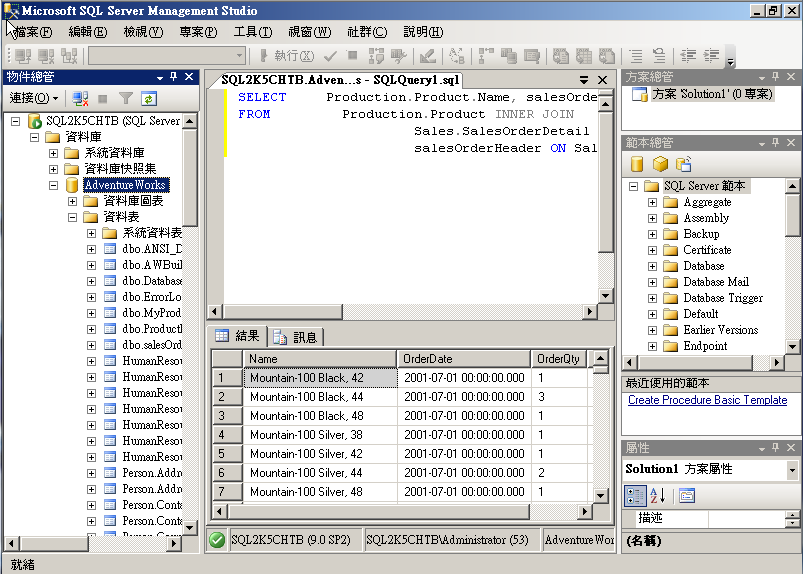 Microsoft SQL Server Management Studio
檔案(F) 編輯(E) 檢視(V) 專案(P) 工具(T) 視窗(W) 社群(C) 說明(H)
執行(X)
物件總管
連接(O)
SQL2K5CHTB (SQL Server
資料庫
系統資料庫
資料庫快照集
AdventureWorks
資料庫圖表
資料表
系統資料表
dbo.ANSI_D
dbo.AWBuil
dbo.Database
dbo.ErrorLo
dbo.MyProd
dbo.Productl
dbo.salesOrd
HumanResou
HumanResou
HumanResou
HumanResou
HumanResou
HumanResou
HumanResou
Person.Addre
Person.Addre
Person.Conta
Person.Conta
就緒
SQL2K5CHTB.Adven...s - SQLQuery1.sql
SELECT Production.Product.Name, salesOrde
FROM Production.Product INNER JOIN
Sales.SalesOrderDetail
salesOrderHeader ON Sal
結果 訊息
Name OrderDate OrderQty
1 Mountain-100 Black, 42 2001-07-01 00:00:00.000 1
2 Mountain-100 Black, 44 2001-07-01 00:00:00.000 3
3 Mountain-100 Black, 48 2001-07-01 00:00:00.000 1
4 Mountain-100 Silver, 38 2001-07-01 00:00:00.000 1
5 Mountain-100 Silver, 42 2001-07-01 00:00:00.000 1
6 Mountain-100 Silver, 44 2001-07-01 00:00:00.000 2
7 Mountain-100 Silver, 48 2001-07-01 00:00:00.000 1
SQL2K5CHTB (9.0 SP2) SQL2K5CHTB\Administrator (53) AdventureWor
方案總管
方案 'Solution1' (0 專案)
範本總管
SQL Server 範本
Aggregate
Assembly
Backup
Certificate
Database
Database Mail
Database Trigger
Default
Earlier Versions
Endpoint
最近使用的範本
Create Procedure Basic Template
屬性
Solution1 方案屬性
描述
(名稱)